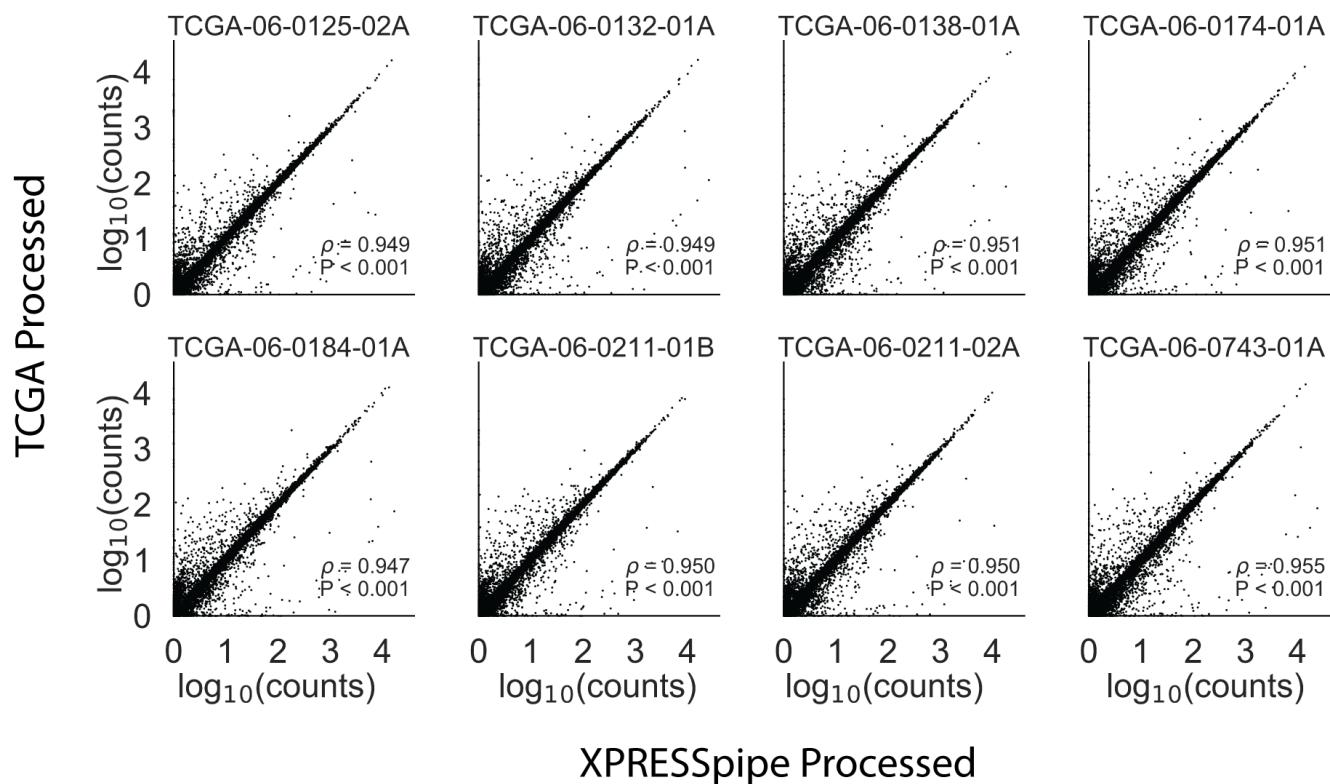 TCGA-06-0125-02A
TCGA-06-0132-01A
TCGA-06-0138-01A
TCGA-06-0174-01A
TCGA Processed
log₁₀(counts)
4
3
2
1
0
ρ = 0.949
P < 0.001
ρ = 0.949
P < 0.001
ρ = 0.951
P < 0.001
ρ = 0.951
P < 0.001
TCGA-06-0184-01A
TCGA-06-0211-01B
TCGA-06-0211-02A
TCGA-06-0743-01A
log₁₀(counts)
4
3
2
1
0
ρ = 0.947
P < 0.001
ρ = 0.950
P < 0.001
ρ = 0.950
P < 0.001
ρ = 0.955
P < 0.001
0 1 2 3 4
0 1 2 3 4
0 1 2 3 4
0 1 2 3 4
log₁₀(counts)
log₁₀(counts)
log₁₀(counts)
log₁₀(counts)
XPRESSpipe Processed